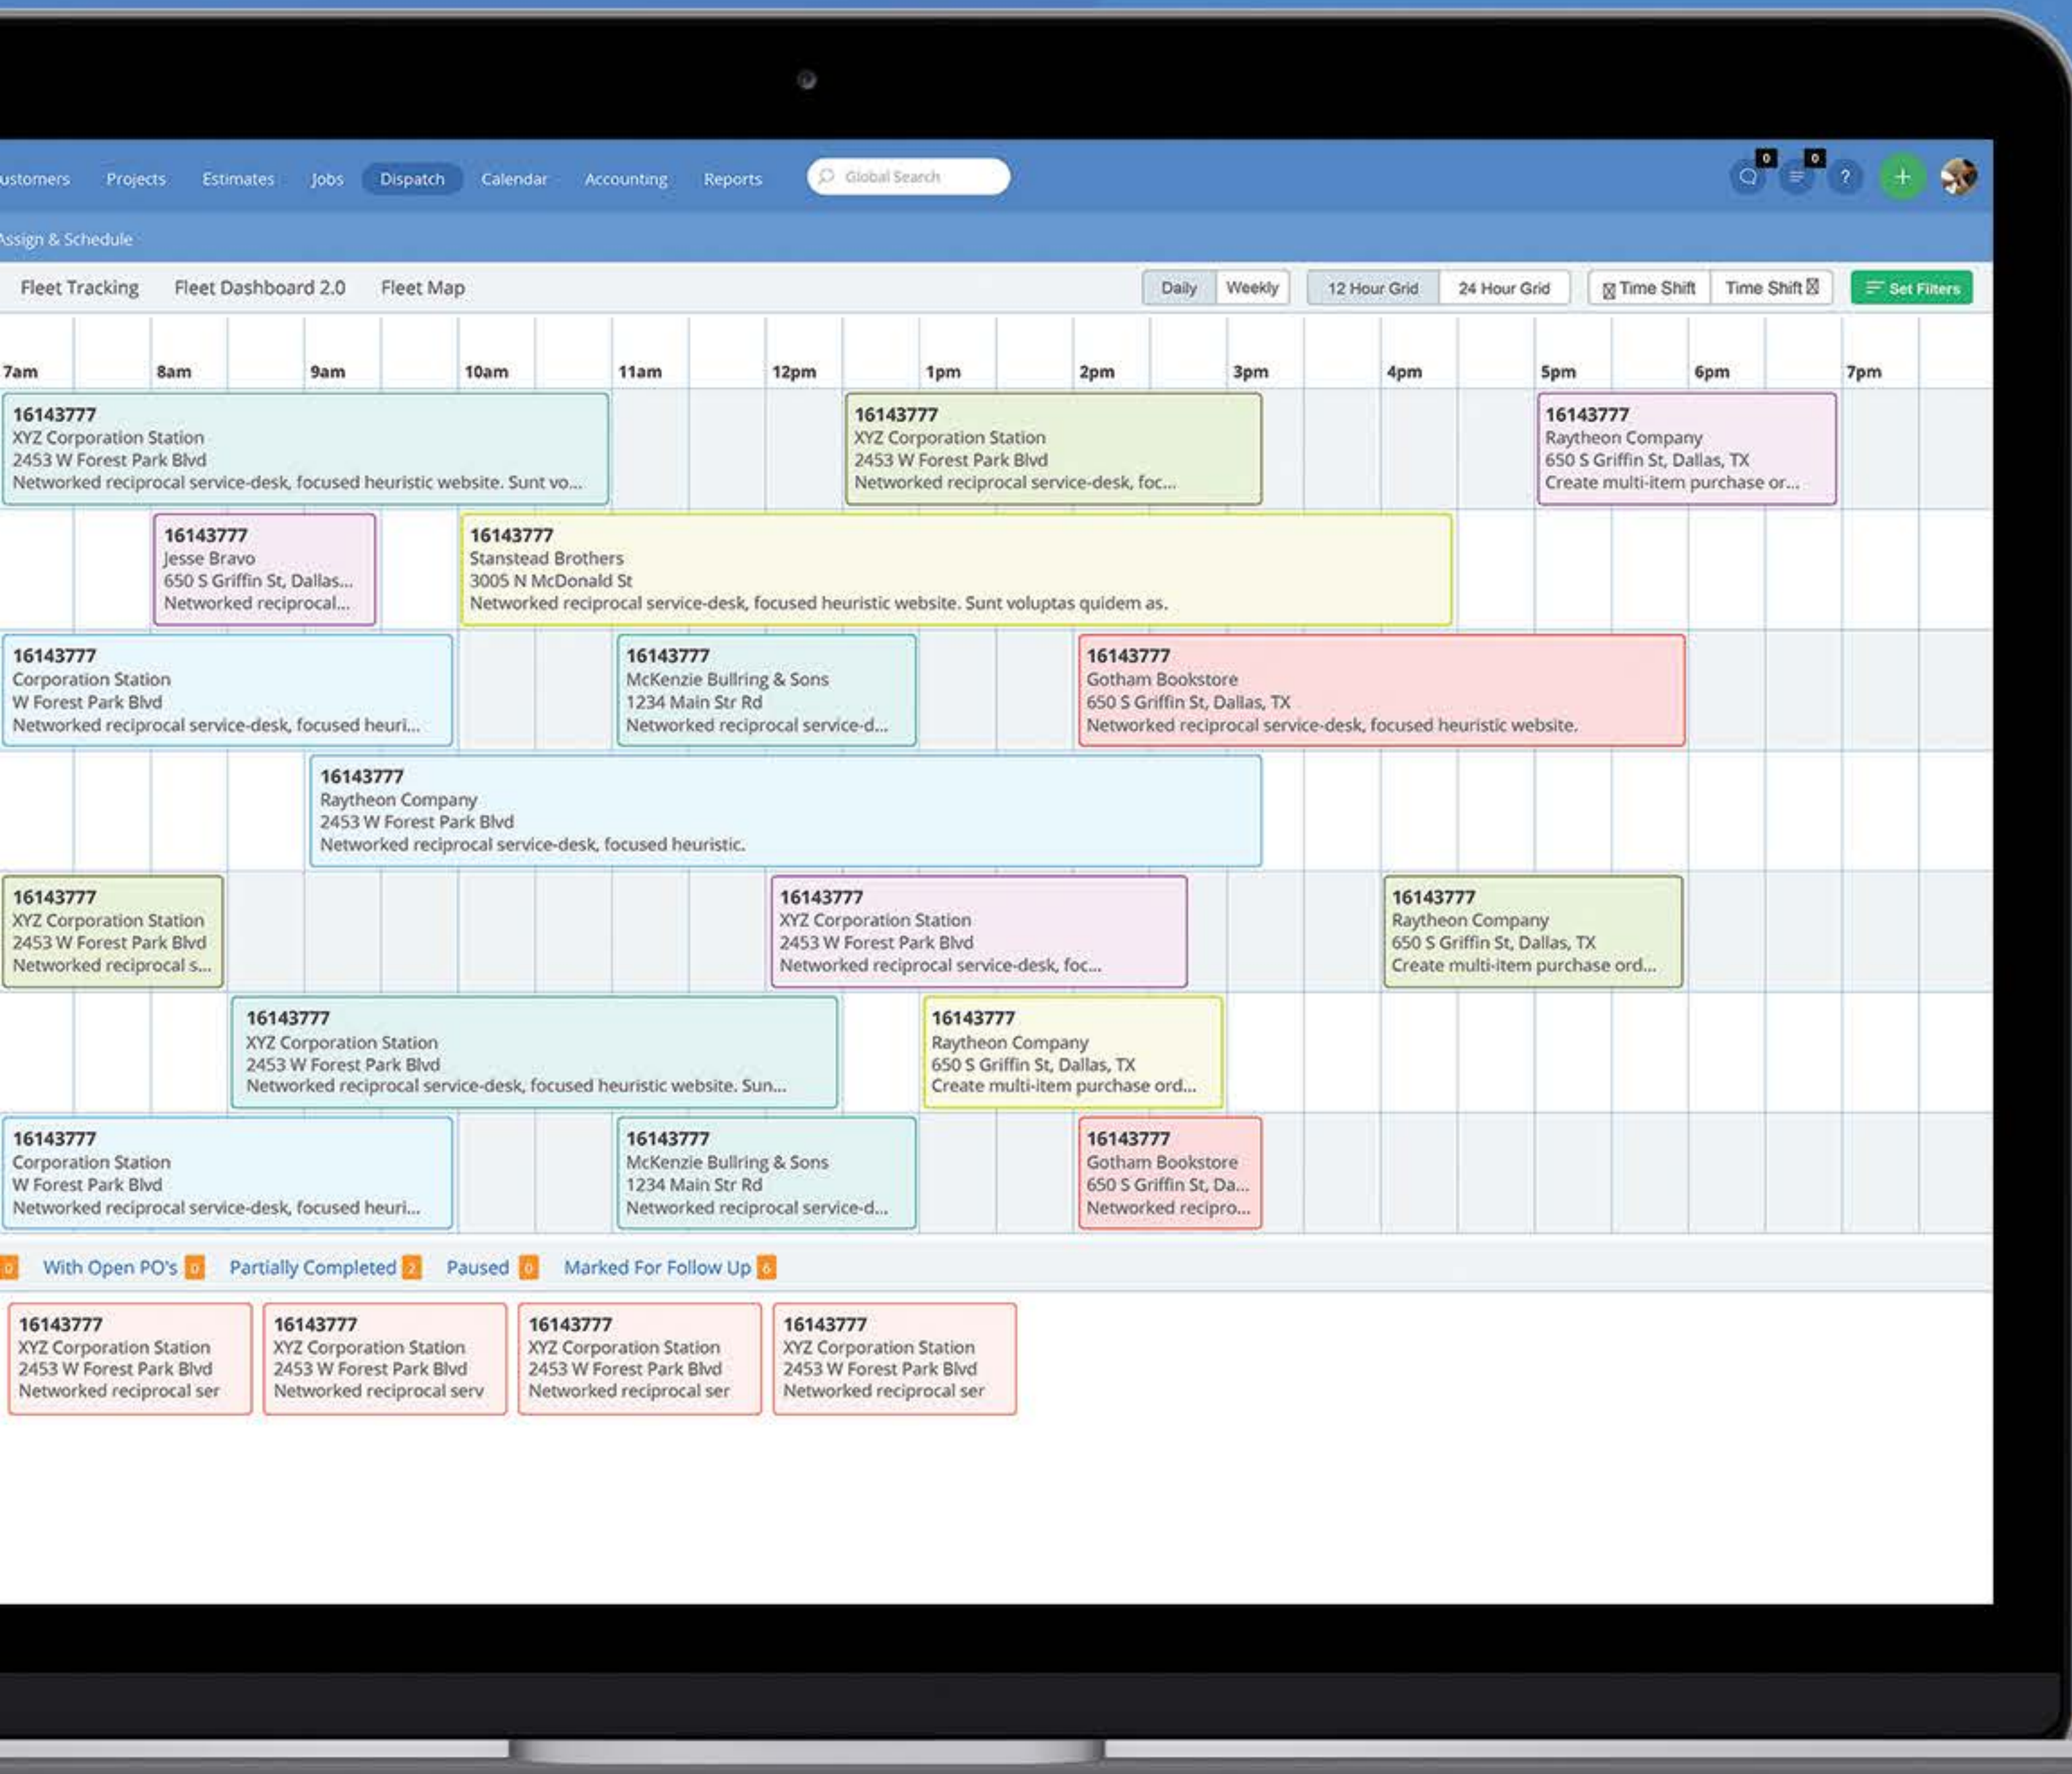 ustomers Projects Estimates Jobs Dispatch Calendar Accounting Reports Global Search 0 0 ? +
Assign & Schedule
Fleet Tracking Fleet Dashboard 2.0 Fleet Map Daily Weekly 12 Hour Grid 24 Hour Grid Time Shift Time Shift Set Filters
7am 8am 9am 10am 11am 12pm 1pm 2pm 3pm 4pm 5pm 6pm 7pm
16143777
XYZ Corporation Station
2453 W Forest Park Blvd
Networked reciprocal service-desk, focused heuristic website. Sunt vo...
16143777
XYZ Corporation Station
2453 W Forest Park Blvd
Networked reciprocal service-desk, foc...
16143777
Raytheon Company
650 S Griffin St, Dallas, TX
Create multi-item purchase or...
16143777
Jesse Bravo
650 S Griffin St, Dallas...
Networked reciprocal...
16143777
Stanstead Brothers
3005 N McDonald St
Networked reciprocal service-desk, focused heuristic website. Sunt voluptas quidem as.
16143777
Corporation Station
W Forest Park Blvd
Networked reciprocal service-desk, focused heuri...
16143777
McKenzie Bullring & Sons
1234 Main Str Rd
Networked reciprocal service-d...
16143777
Gotham Bookstore
650 S Griffin St, Dallas, TX
Networked reciprocal service-desk, focused heuristic website.
16143777
Raytheon Company
2453 W Forest Park Blvd
Networked reciprocal service-desk, focused heuristic.
16143777
XYZ Corporation Station
2453 W Forest Park Blvd
Networked reciprocal s...
16143777
XYZ Corporation Station
2453 W Forest Park Blvd
Networked reciprocal service-desk, foc...
16143777
Raytheon Company
650 S Griffin St, Dallas, TX
Create multi-item purchase ord...
16143777
XYZ Corporation Station
2453 W Forest Park Blvd
Networked reciprocal service-desk, focused heuristic website. Sun...
16143777
Raytheon Company
650 S Griffin St, Dallas, TX
Create multi-item purchase ord...
16143777
Corporation Station
W Forest Park Blvd
Networked reciprocal service-desk, focused heuri...
16143777
McKenzie Bullring & Sons
1234 Main Str Rd
Networked reciprocal service-d...
16143777
Gotham Bookstore
650 S Griffin St, Da...
Networked recipro...
0 With Open PO's 0 Partially Completed 2 Paused 0 Marked For Follow Up 6
16143777
XYZ Corporation Station
2453 W Forest Park Blvd
Networked reciprocal ser
16143777
XYZ Corporation Station
2453 W Forest Park Blvd
Networked reciprocal serv
16143777
XYZ Corporation Station
2453 W Forest Park Blvd
Networked reciprocal ser
16143777
XYZ Corporation Station
2453 W Forest Park Blvd
Networked reciprocal ser